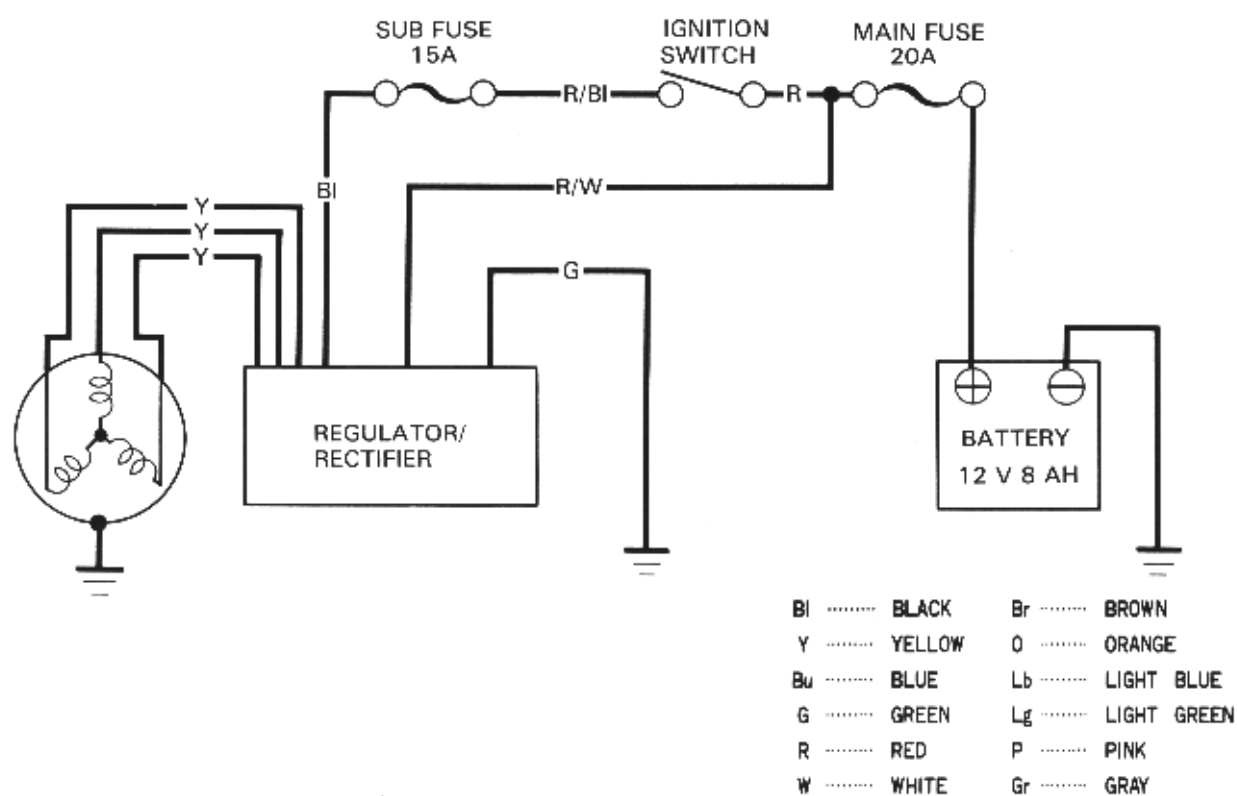 SUB FUSE
15A
IGNITION
SWITCH
MAIN FUSE
20A
R/Bl
R
Bl
R/W
Y
Y
Y
G
REGULATOR/
RECTIFIER
BATTERY
12 V 8 AH
Bl ········· BLACK
Br ········· BROWN
Y ········· YELLOW
O ········· ORANGE
Bu ········· BLUE
Lb ········· LIGHT BLUE
G ········· GREEN
Lg ········· LIGHT GREEN
R ········· RED
P ········· PINK
W ········· WHITE
Gr ········· GRAY